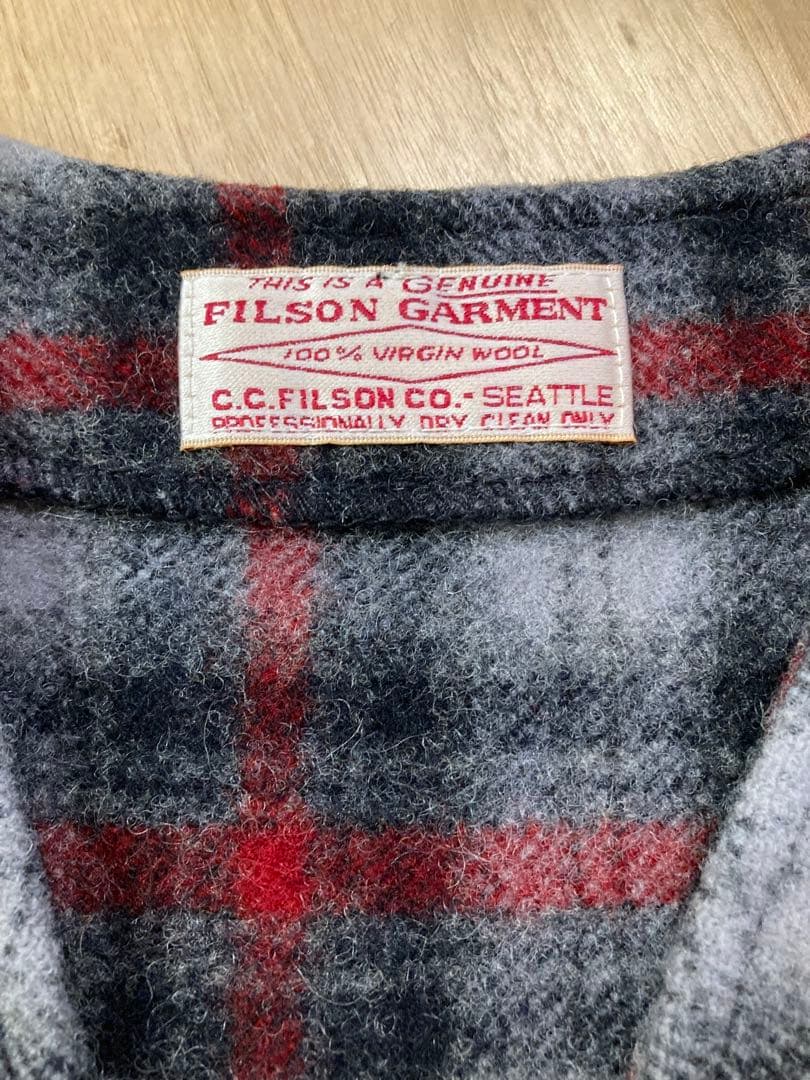 THIS IS A GENUINE
FILSON GARMENT
100% VIRGIN WOOL
C.C.FILSON CO.- SEATTLE
PROFESSIONALLY DRY CLEAN ONLY